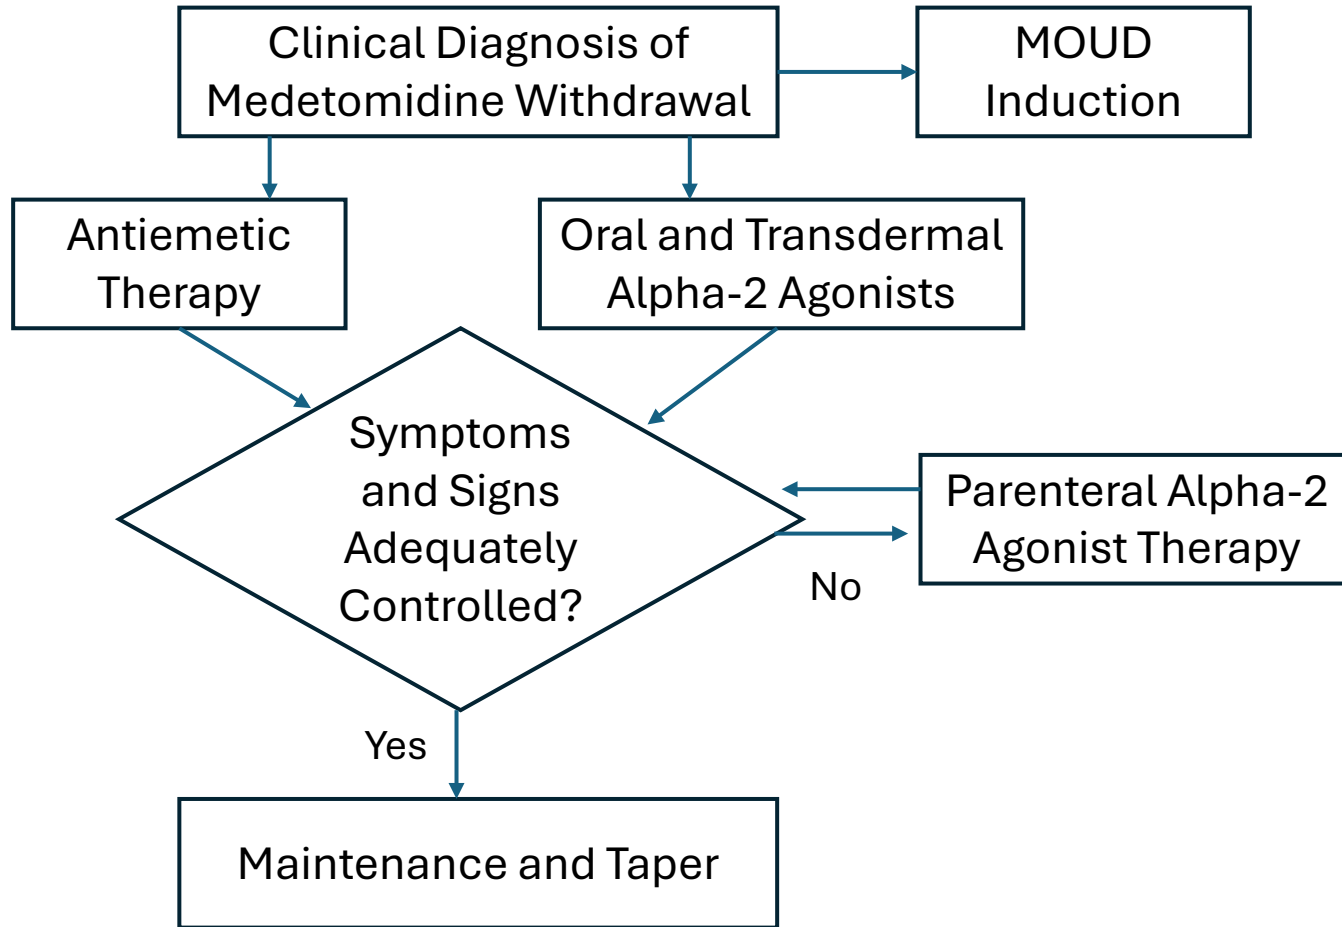 Clinical Diagnosis of
Medetomidine Withdrawal
MOUD
Induction
Antiemetic
Therapy
Oral and Transdermal
Alpha-2 Agonists
Symptoms
and Signs
Adequately
Controlled?
Parenteral Alpha-2
Agonist Therapy
No
Yes
Maintenance and Taper